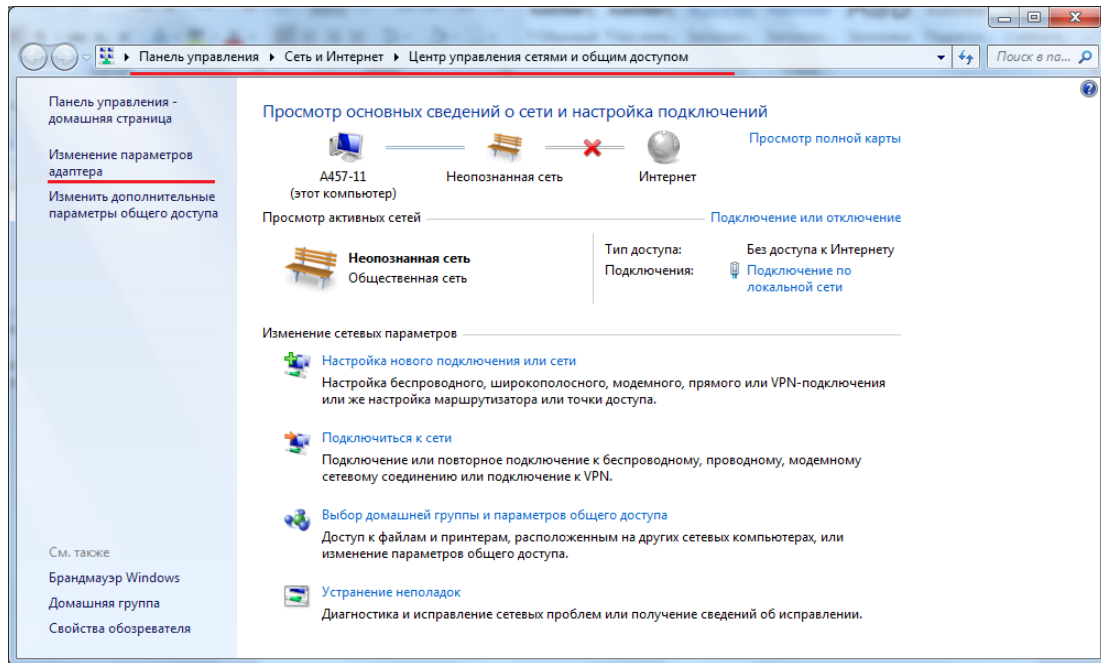 Панель управления ▸ Сеть и Интернет ▸ Центр управления сетями и общим доступом
Поиск в па...
Панель управления -
домашняя страница
Изменение параметров
адаптера
Изменить дополнительные
параметры общего доступа
См. также
Брандмауэр Windows
Домашняя группа
Свойства обозревателя
Просмотр основных сведений о сети и настройка подключений
A457-11
(этот компьютер)
Неопознанная сеть
Интернет
Просмотр полной карты
Просмотр активных сетей
Подключение или отключение
Неопознанная сеть
Общественная сеть
Тип доступа: Без доступа к Интернету
Подключения: Подключение по
локальной сети
Изменение сетевых параметров
Настройка нового подключения или сети
Настройка беспроводного, широкополосного, модемного, прямого или VPN-подключения
или же настройка маршрутизатора или точки доступа.
Подключиться к сети
Подключение или повторное подключение к беспроводному, проводному, модемному
сетевому соединению или подключение к VPN.
Выбор домашней группы и параметров общего доступа
Доступ к файлам и принтерам, расположенным на других сетевых компьютерах, или
изменение параметров общего доступа.
Устранение неполадок
Диагностика и исправление сетевых проблем или получение сведений об исправлении.